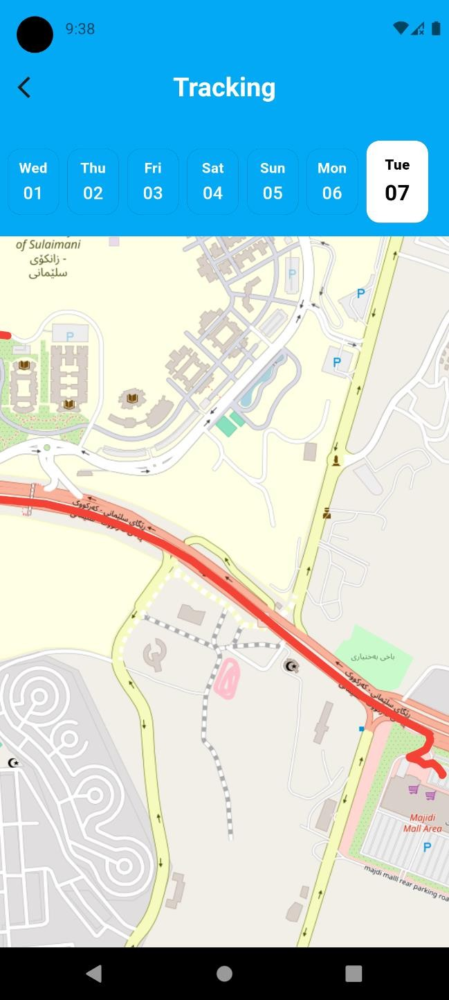 9:38
Tracking
Wed
01
Thu
02
Fri
03
Sat
04
Sun
05
Mon
06
Tue
07
of Sulaimani
- زانکۆی
سلێمانی
P
P
P
P
ڕێگای سلێمانی - کەرکووک
باخی بەختیاری
ڕێگای سلێمانی - کەرکووک
Majidi
Mall Area
P
majdi malll rear parking roa